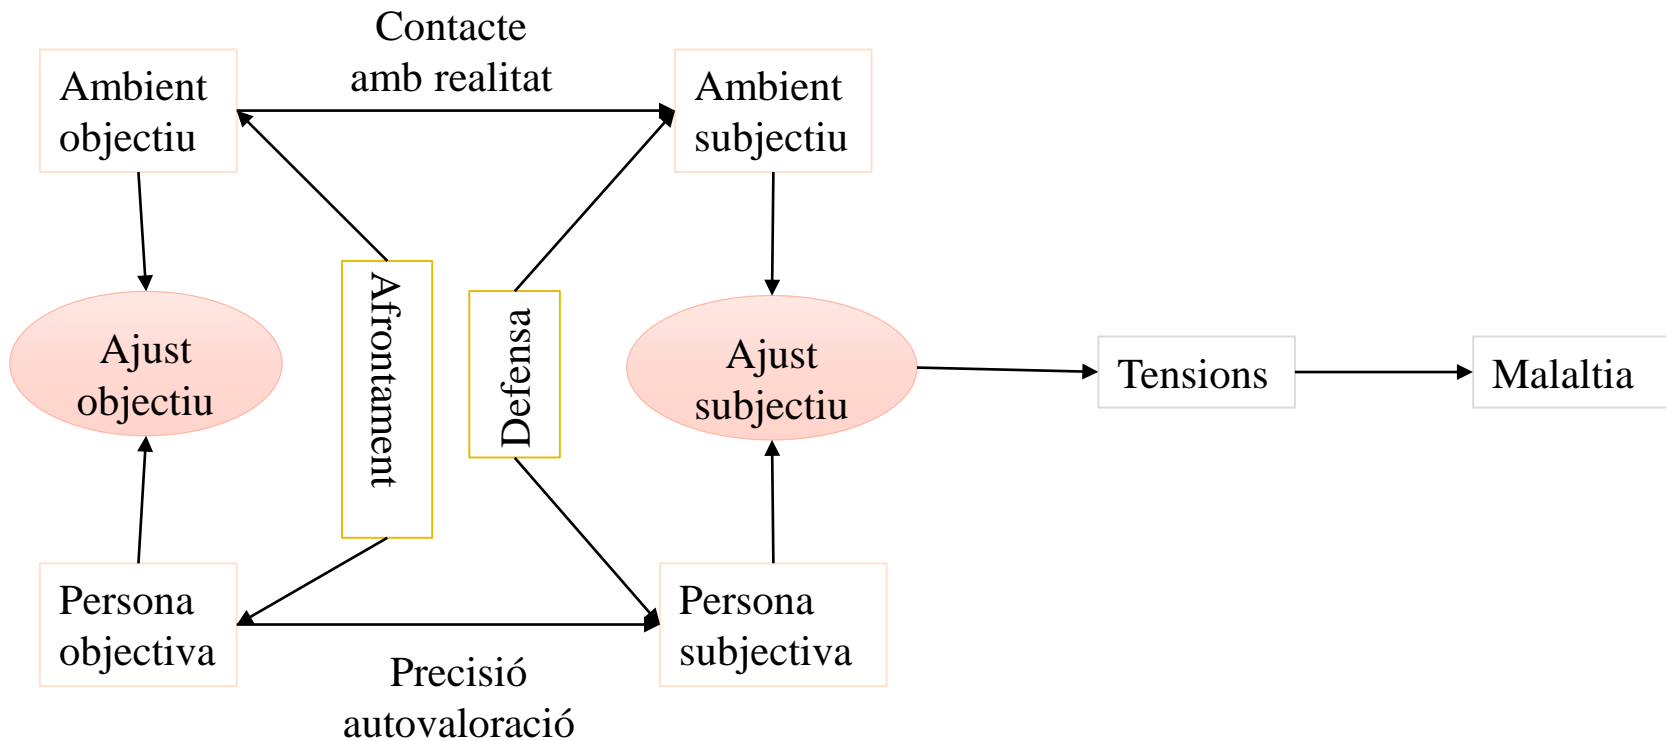 Contacte
amb realitat
Ambient
objectiu
Ambient
subjectiu
Afrontament
Defensa
Ajust
objectiu
Ajust
subjectiu
Tensions
Malaltia
Persona
objectiva
Persona
subjectiva
Precisió
autovaloració